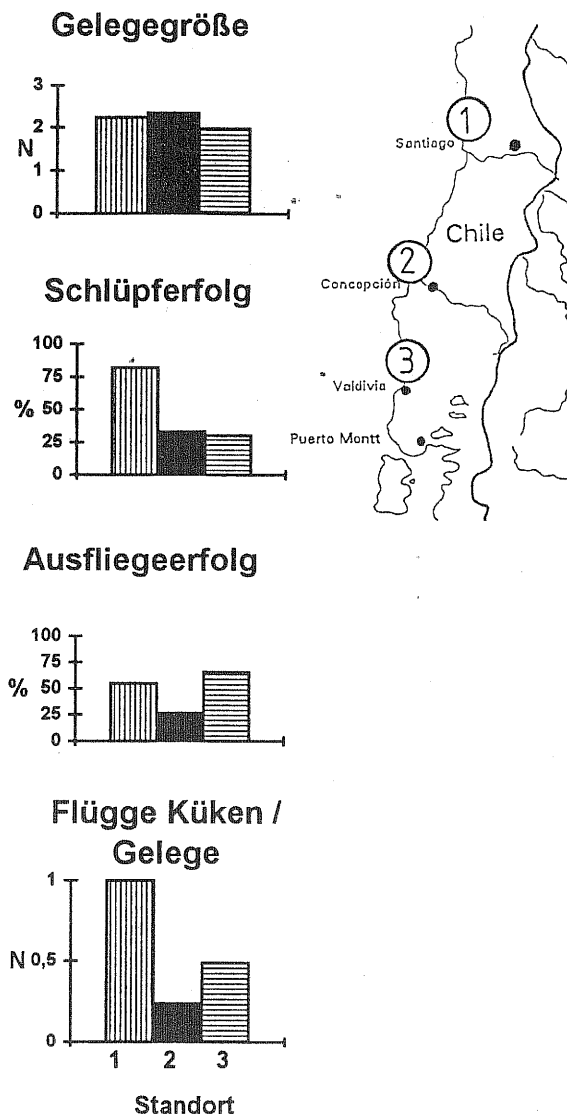 Gelegegröße
3
2
N
1
0
Schlüpferfolg
100
75
%
50
25
0
Ausfliegeerfolg
100
75
%
50
25
0
Flügge Küken /
Gelege
1
N 0,5
0
1 2 3
Standort
1
Santiago
Chile
2
Concepción
3
Valdivia
Puerto Montt